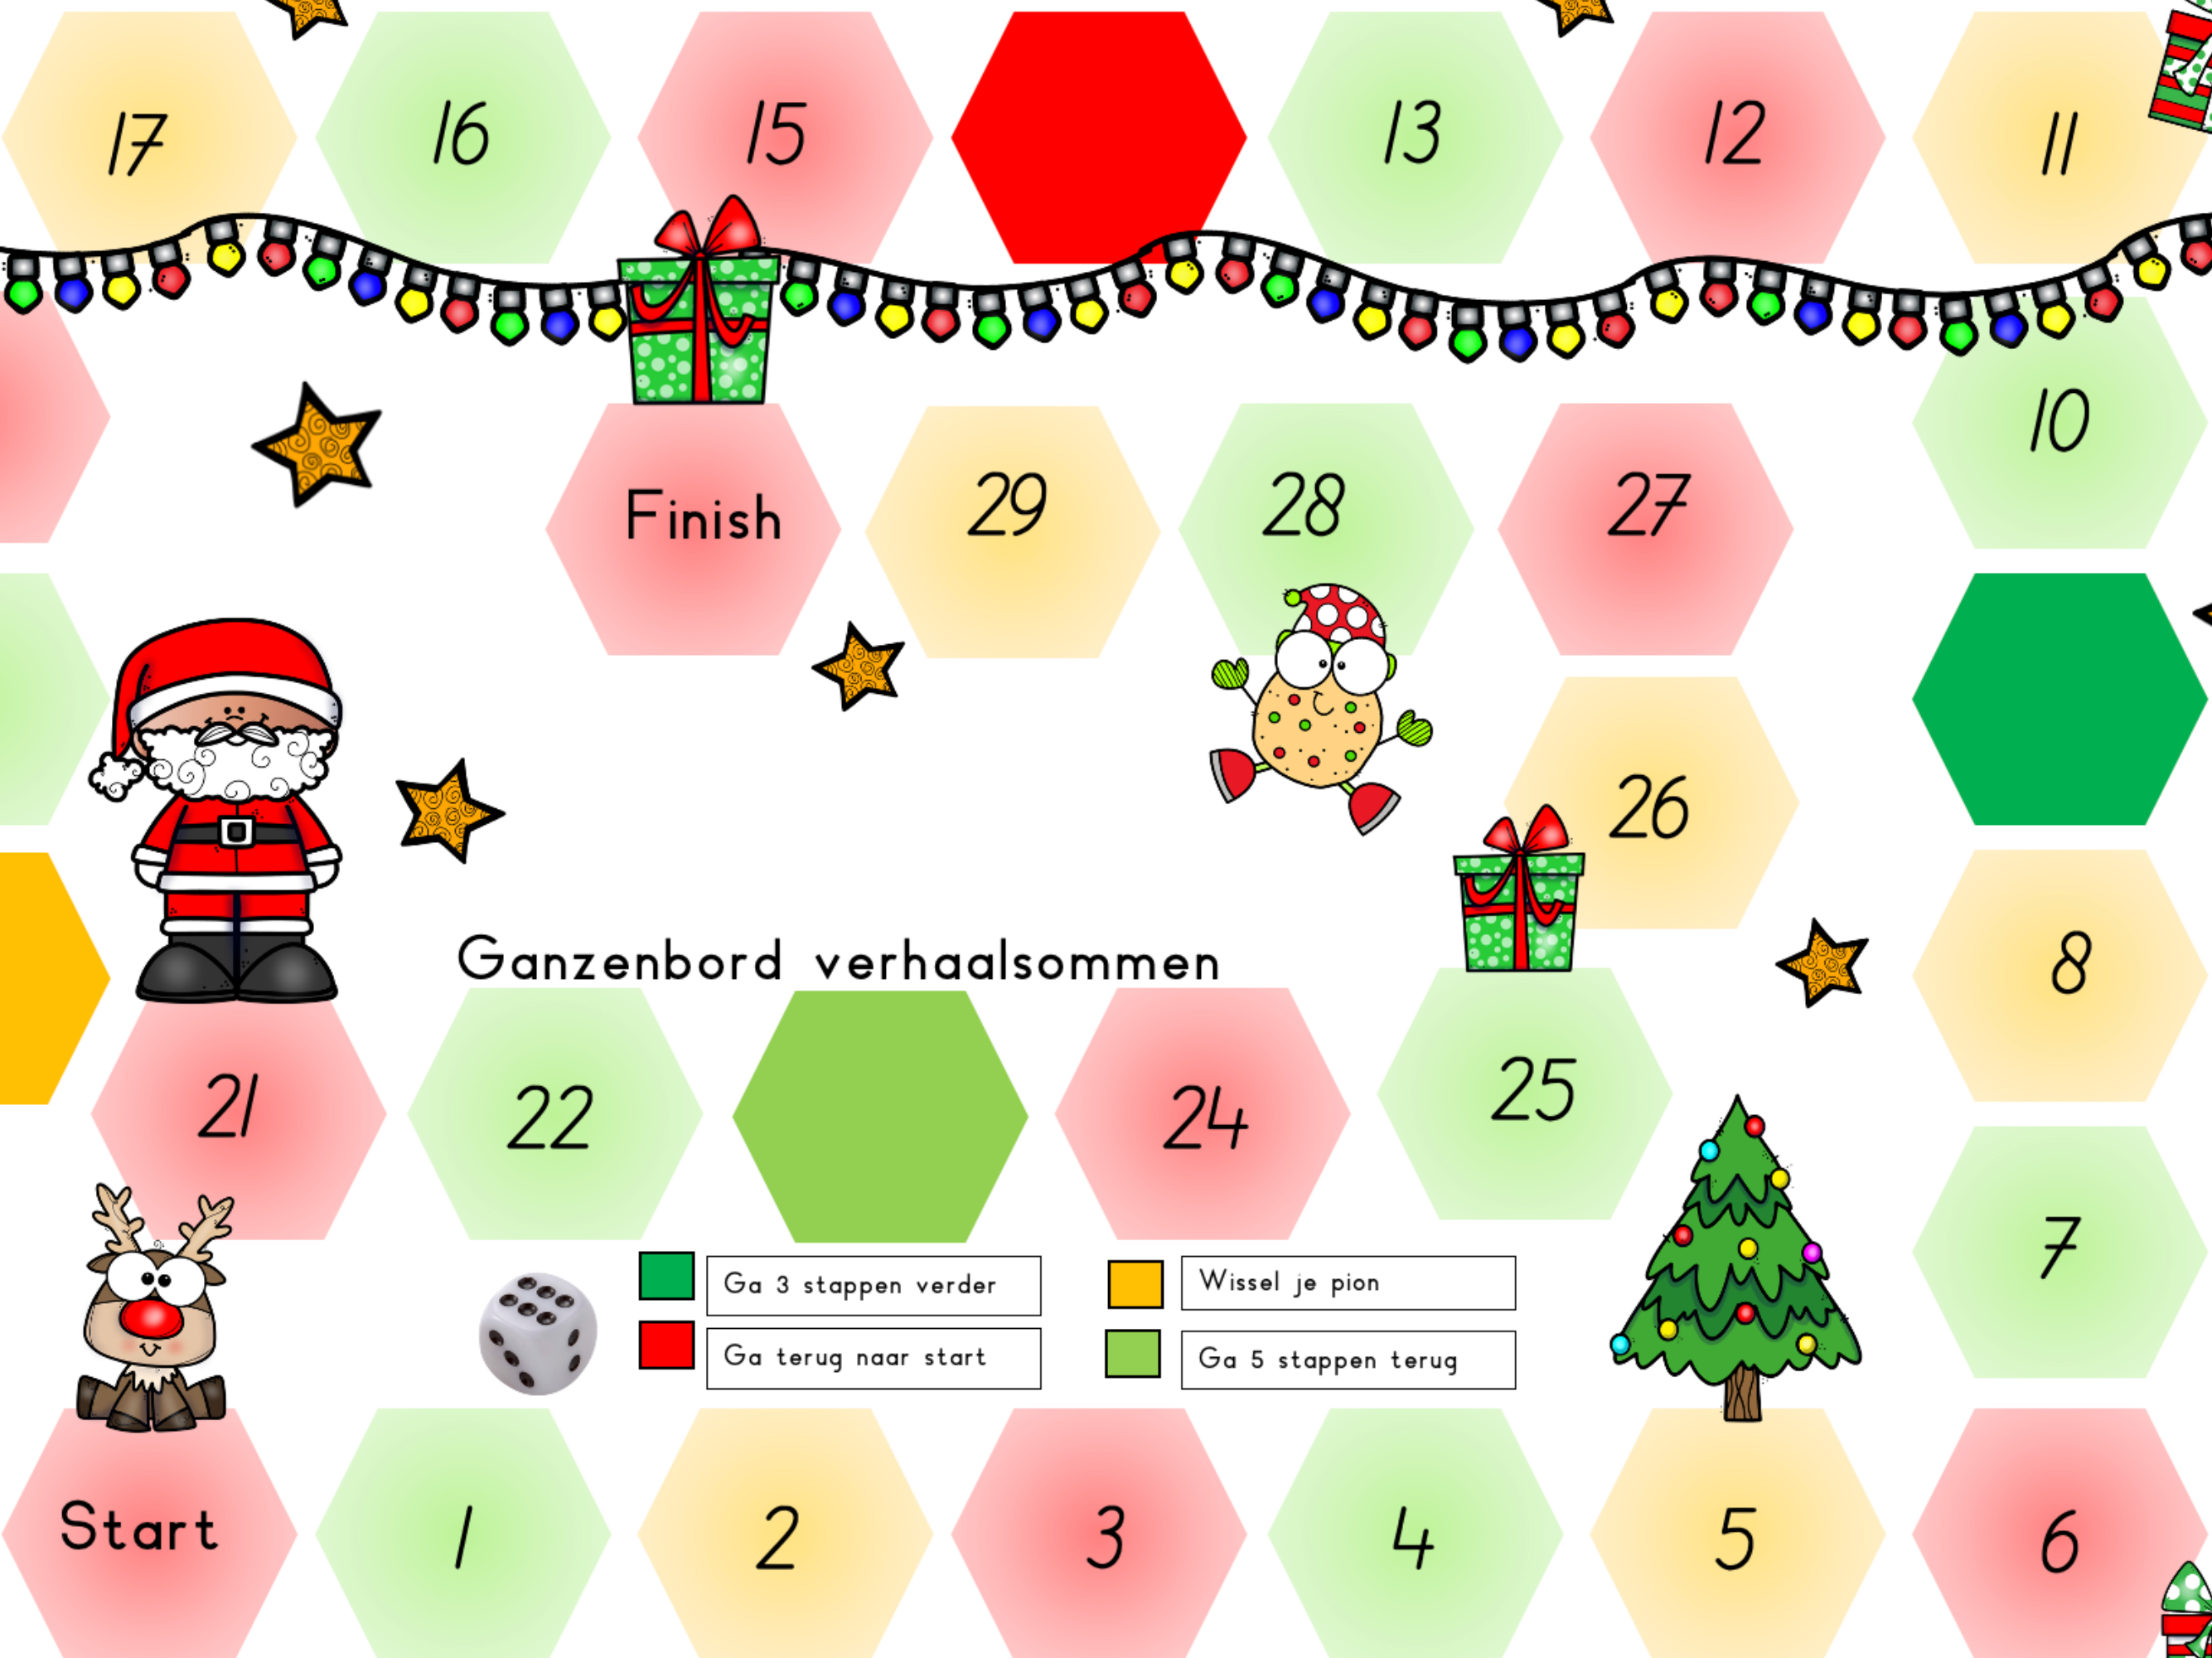 17 16 15 13 12 11
10
Finish 29 28 27
26
8
Ganzenbord verhaalsommen
21 22 24 25
7
Ga 3 stappen verder
Wissel je pion
Ga terug naar start
Ga 5 stappen terug
Start 1 2 3 4 5 6